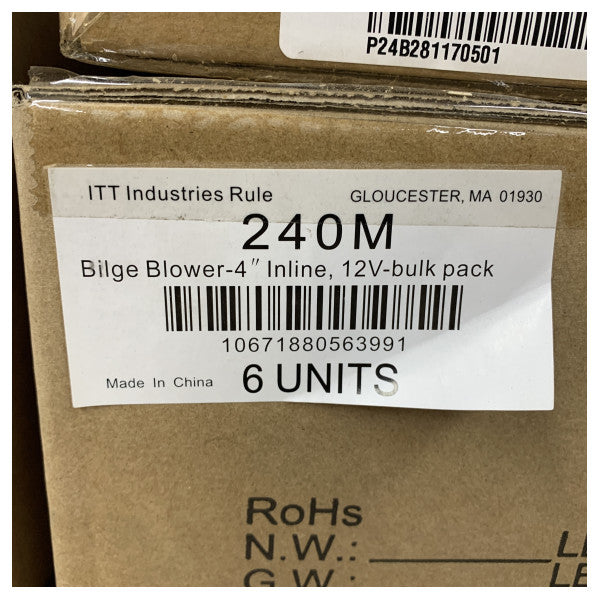 P24B281170501
ITT Industries Rule GLOUCESTER, MA 01930
240M
Bilge Blower-4" Inline, 12V-bulk pack
10671880563991
Made In China 6 UNITS
RoHs
N.W.:
G.W.: